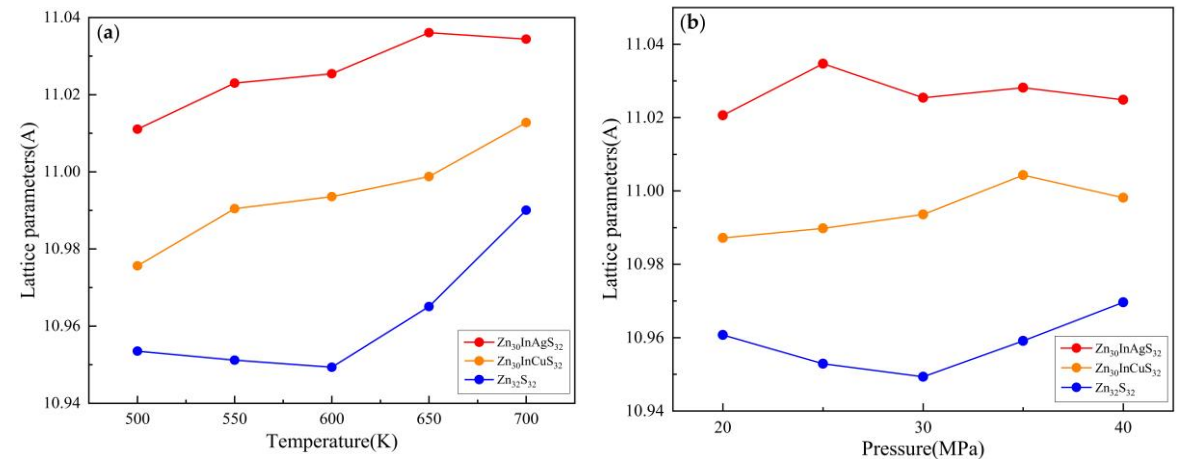 (a)
11.04
11.02
11.00
10.98
10.96
10.94
Lattice parameters(A)
500 550 600 650 700
Temperature(K)
Zn₃₀InAgS₃₂
Zn₃₀InCuS₃₂
Zn₃₂S₃₂
(b)
11.04
11.02
11.00
10.98
10.96
10.94
Lattice parameters(A)
20 30 40
Pressure(MPa)
Zn₃₀InAgS₃₂
Zn₃₀InCuS₃₂
Zn₃₂S₃₂